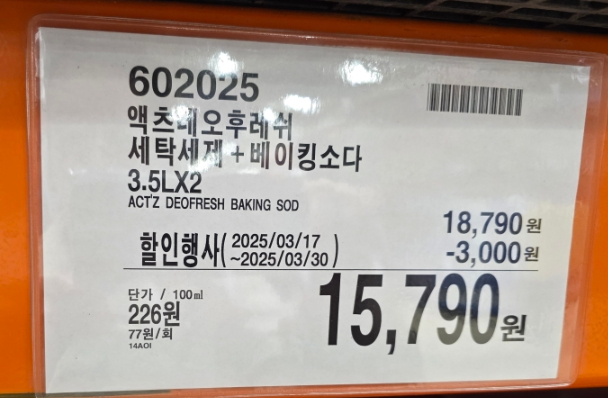 602025
액츠데오후레쉬
세탁세제 + 베이킹소다
3.5LX2
ACT'Z DEOFRESH BAKING SOD
18,790원
할인행사( 2025/03/17 ~2025/03/30 ) -3,000원
단가 / 100㎖
226원
77원/회
14AOI
15,790원